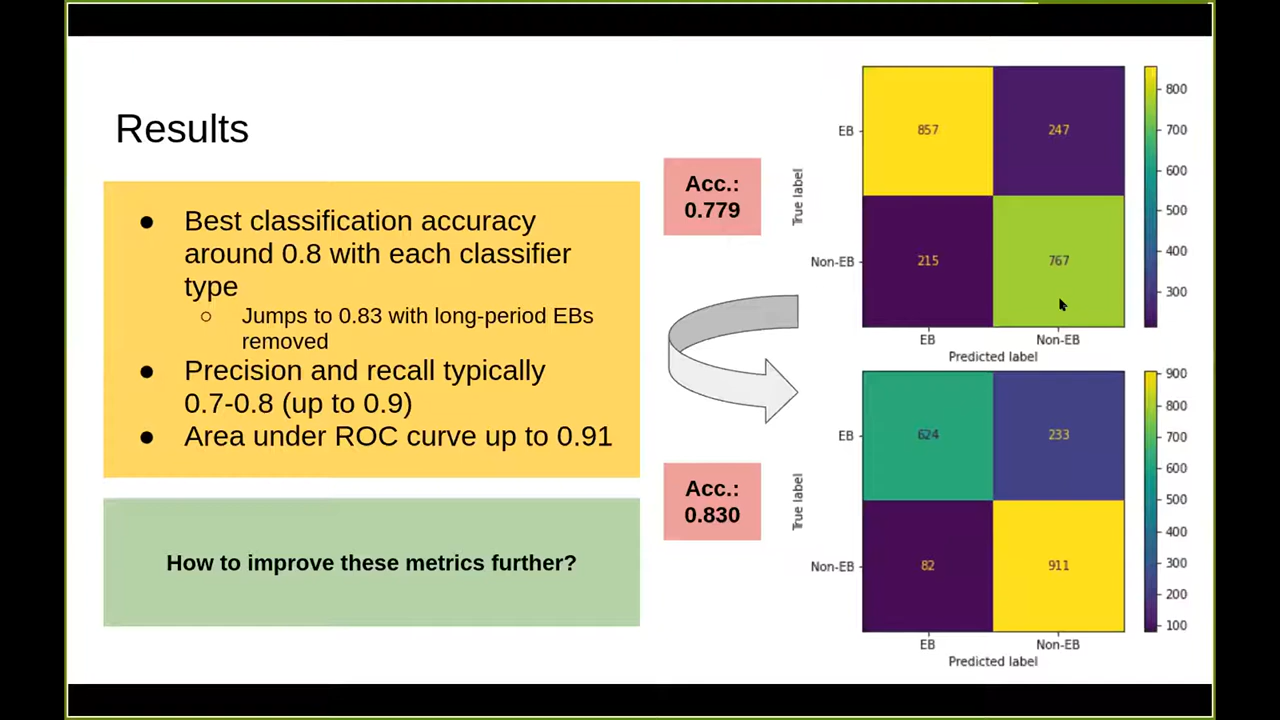 Results
● Best classification accuracy
around 0.8 with each classifier
type
○ Jumps to 0.83 with long-period EBs
removed
● Precision and recall typically
0.7-0.8 (up to 0.9)
● Area under ROC curve up to 0.91
How to improve these metrics further?
Acc.:
0.779
Acc.:
0.830
True label
EB
857 247
Non-EB
215 767
EB Non-EB
Predicted label
800
700
600
500
400
300
True label
EB
624 233
Non-EB
82 911
EB Non-EB
Predicted label
900
800
700
600
500
400
300
200
100